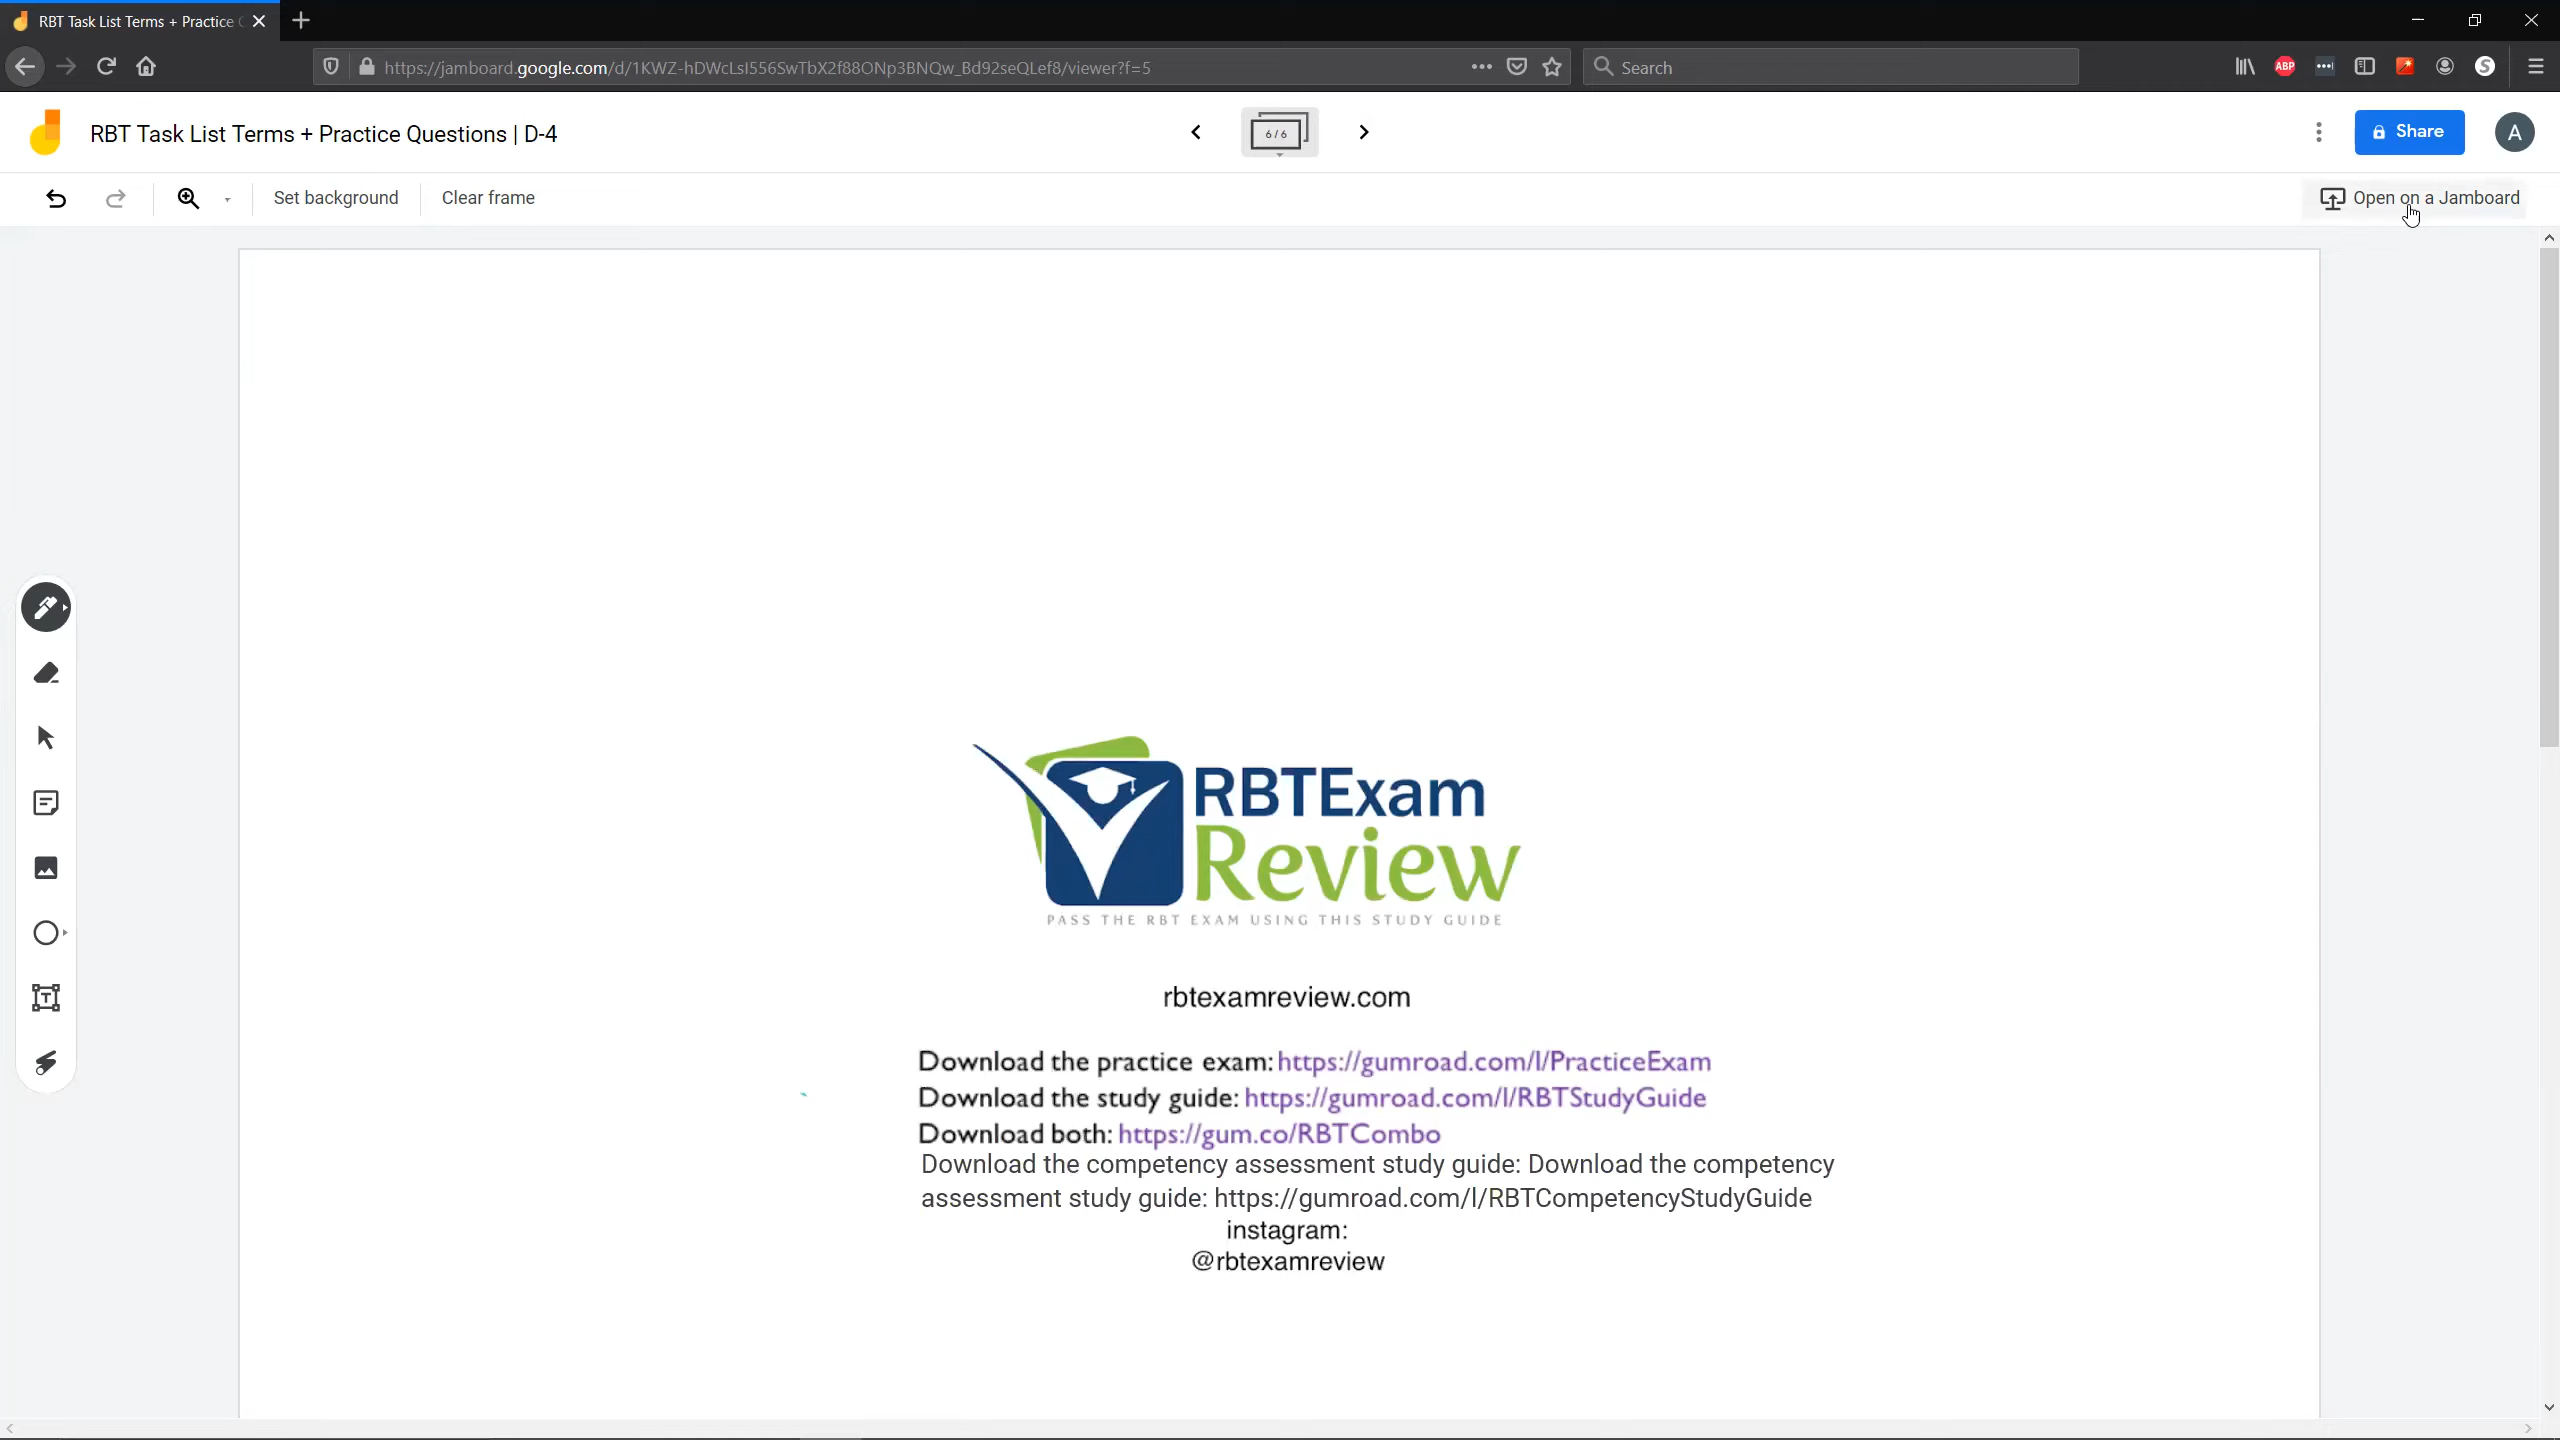 RBT Task List Terms + Practice
https://jamboard.google.com/d/1KWZ-hDWcLsI556SwTbX2f88ONp3BNQw_Bd92seQLef8/viewer?f=5
Search
ABP
S
RBT Task List Terms + Practice Questions | D-4
6 / 6
Share
A
Set background
Clear frame
Open on a Jamboard
RBTExam
Review
PASS THE RBT EXAM USING THIS STUDY GUIDE
rbtexamreview.com
Download the practice exam: https://gumroad.com/l/PracticeExam
Download the study guide: https://gumroad.com/l/RBTStudyGuide
Download both: https://gum.co/RBTCombo
Download the competency assessment study guide: Download the competency
assessment study guide: https://gumroad.com/l/RBTCompetencyStudyGuide
instagram:
@rbtexamreview